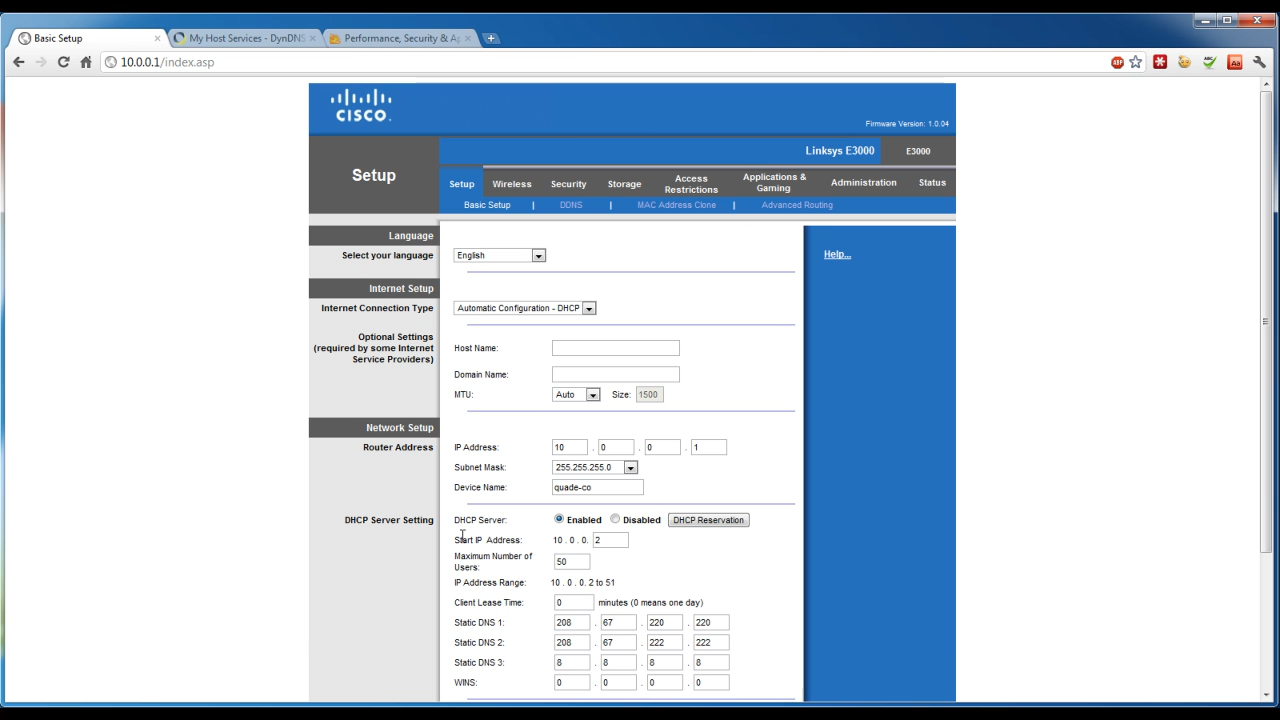 Basic Setup
My Host Services - DynDNS
Performance, Security & Ap
10.0.0.1/index.asp
CISCO.
Firmware Version: 1.0.04
Linksys E3000 E3000
Setup
Setup Wireless Security Storage Access Restrictions Applications & Gaming Administration Status
Basic Setup | DDNS | MAC Address Clone | Advanced Routing
Language
Select your language English
Help...
Internet Setup
Internet Connection Type Automatic Configuration - DHCP
Optional Settings
(required by some Internet
Service Providers)
Host Name:
Domain Name:
MTU: Auto Size: 1500
Network Setup
Router Address IP Address: 10 . 0 . 0 . 1
Subnet Mask: 255.255.255.0
Device Name: quade-co
DHCP Server Setting DHCP Server: Enabled Disabled DHCP Reservation
Start IP Address: 10 . 0 . 0. 2
Maximum Number of
Users: 50
IP Address Range: 10 . 0 . 0. 2 to 51
Client Lease Time: 0 minutes (0 means one day)
Static DNS 1: 208 . 67 . 220 . 220
Static DNS 2: 208 . 67 . 222 . 222
Static DNS 3: 8 . 8 . 8 . 8
WINS: 0 . 0 . 0 . 0